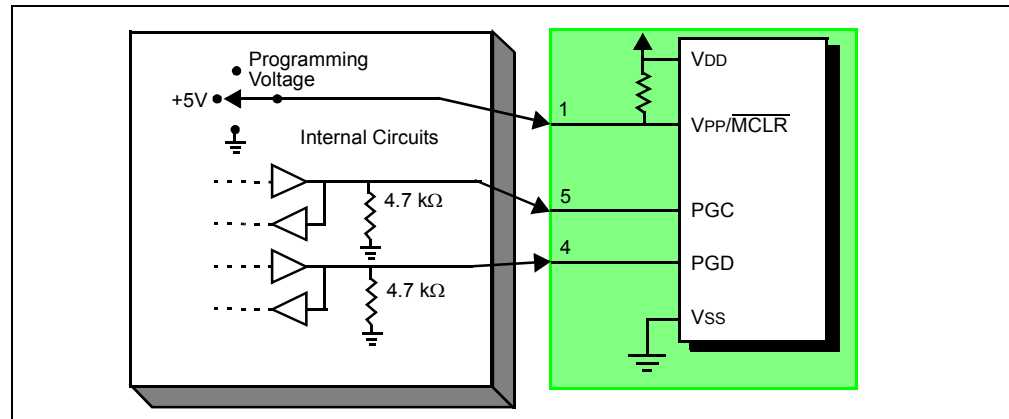 Programming
Voltage
+5V
Internal Circuits
4.7 kΩ
4.7 kΩ
1
5
4
VDD
VPP/MCLR
PGC
PGD
VSS